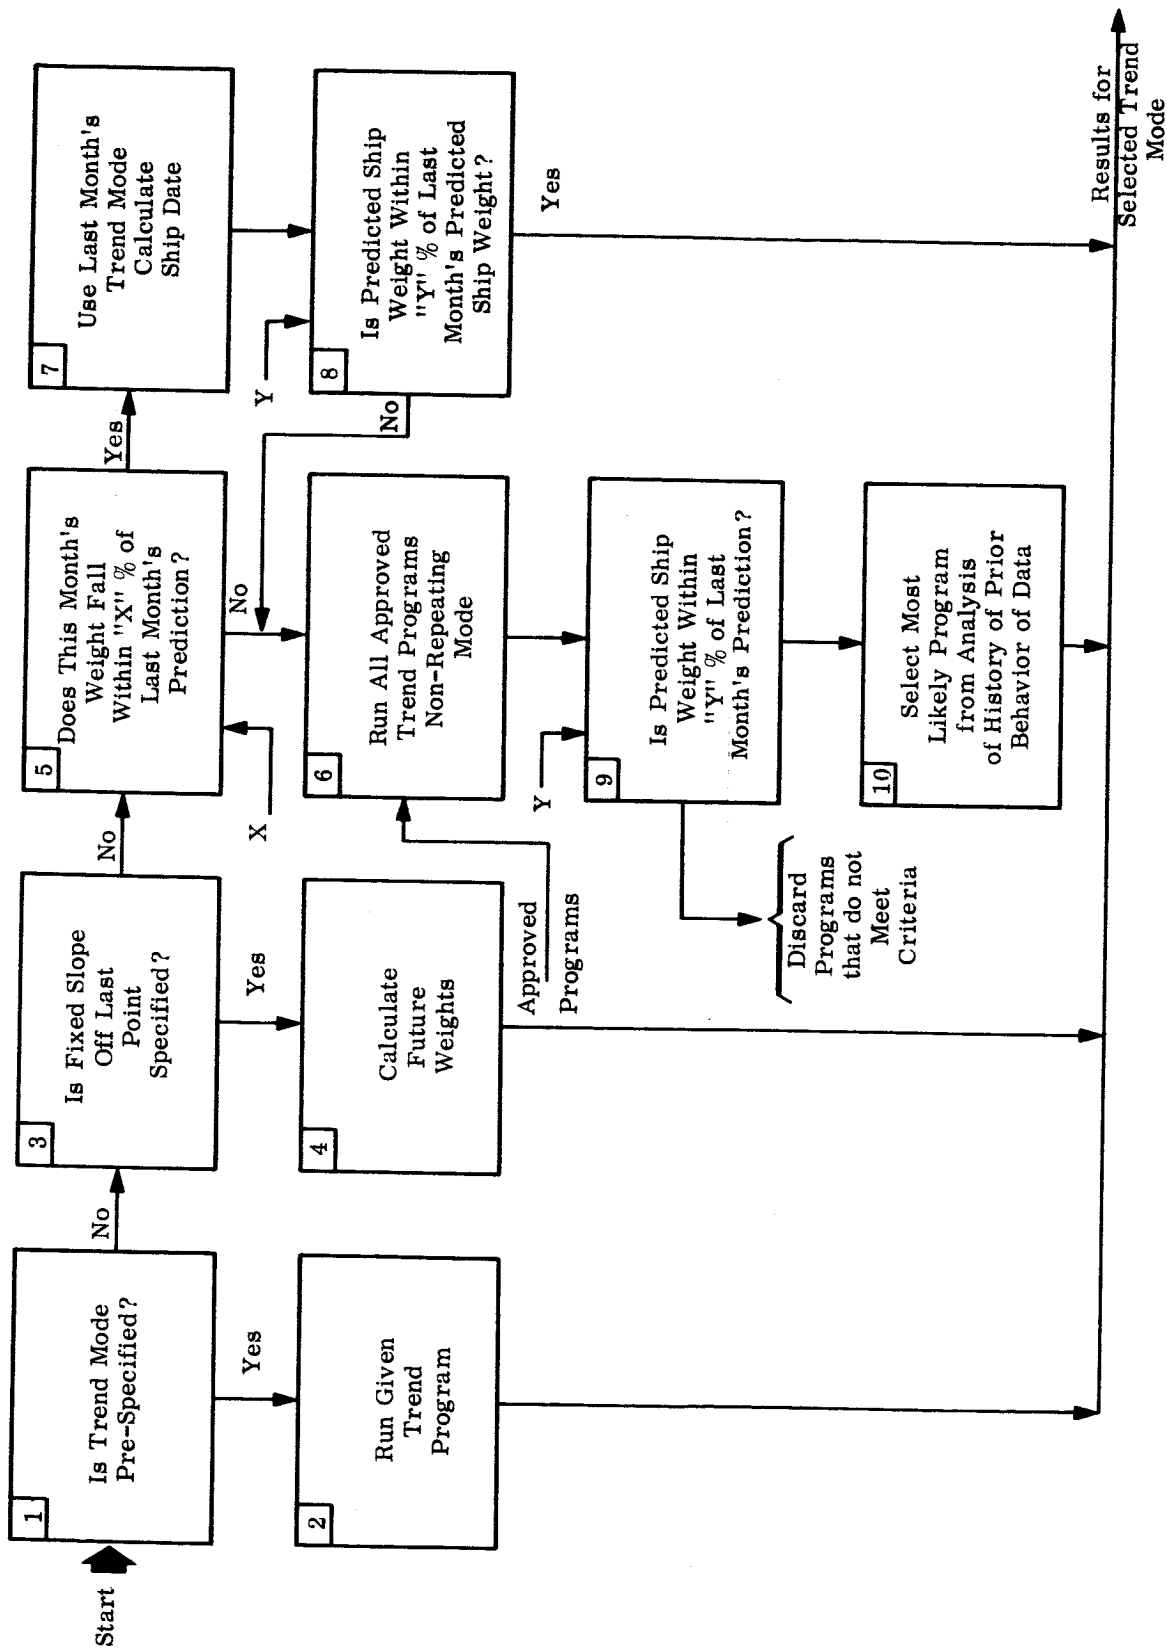 Start
1
Is Trend Mode
Pre-Specified?
No
Yes
2
Run Given
Trend
Program
3
Is Fixed Slope
Off Last
Point
Specified?
No
Yes
4
Calculate
Future
Weights
5
Does This Month's
Weight Fall
Within "X" % of
Last Month's
Prediction?
X
Yes
No
6
Run All Approved
Trend Programs
Non-Repeating
Mode
Approved
Programs
7
Use Last Month's
Trend Mode
Calculate
Ship Date
Y
8
Is Predicted Ship
Weight Within
"Y" % of Last
Month's Predicted
Ship Weight?
No
Yes
Y
9
Is Predicted Ship
Weight Within
"Y" % of Last
Month's Prediction?
Discard
Programs
that do not
Meet
Criteria
10
Select Most
Likely Program
from Analysis
of History of Prior
Behavior of Data
Results for
Selected Trend
Mode